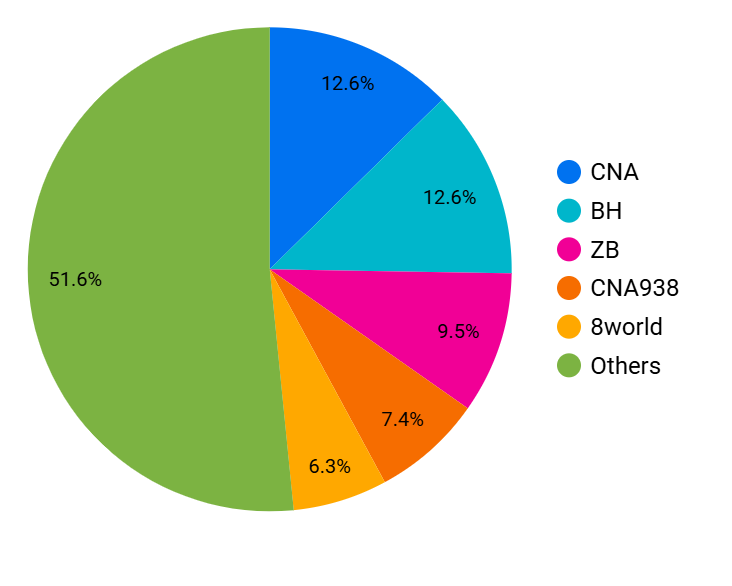 12.6%
12.6%
9.5%
7.4%
6.3%
51.6%
CNA
BH
ZB
CNA938
8world
Others